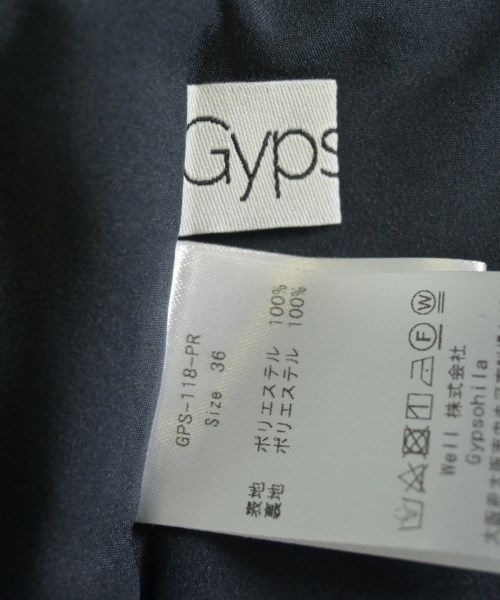 Gyps
GPS-118-PR
Size 36
表地 ポリエステル 100%
裏地 ポリエステル 100%
Well 株式会社
Gypsohila